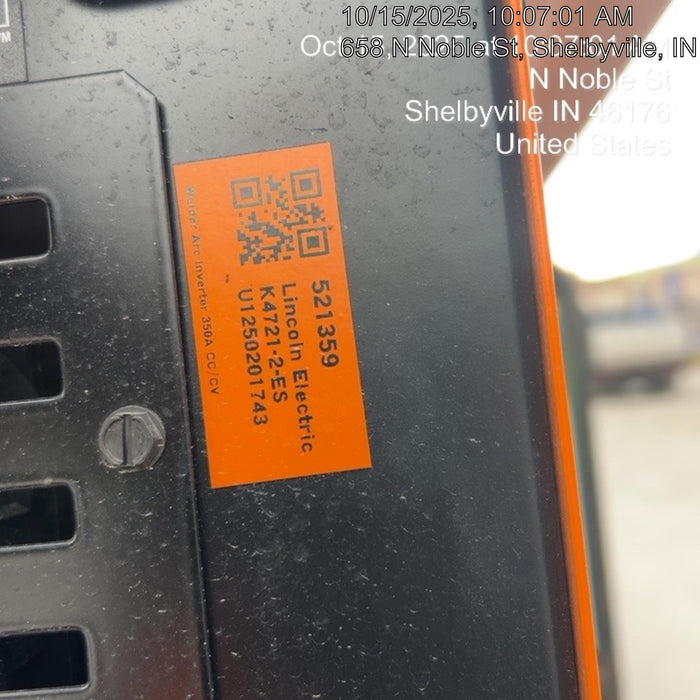 10/15/2025, 10:07:01 AM
658 N Noble St, Shelbyville, IN
N Noble St
Shelbyville IN 46176
United States
521359
Lincoln Electric
K4721-2-ES
U1250201743
Welder Arc Inverter 350A CC/CV